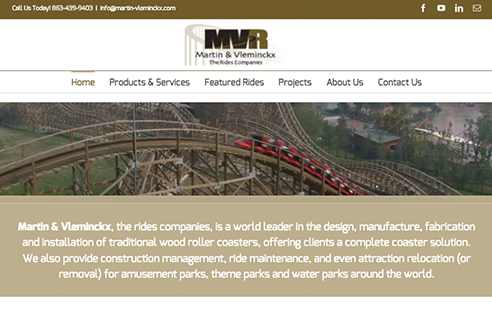 Call Us Today! 863-439-9403 | info@martin-vleminckx.com
MVR
Martin & Vleminckx
The Rides Companies
Home Products & Services Featured Rides Projects About Us Contact Us
Martin & Vleminckx, the rides companies, is a world leader in the design, manufacture, fabrication
and installation of traditional wood roller coasters, offering clients a complete coaster solution.
We also provide construction management, ride maintenance, and even attraction relocation (or
removal) for amusement parks, theme parks and water parks around the world.